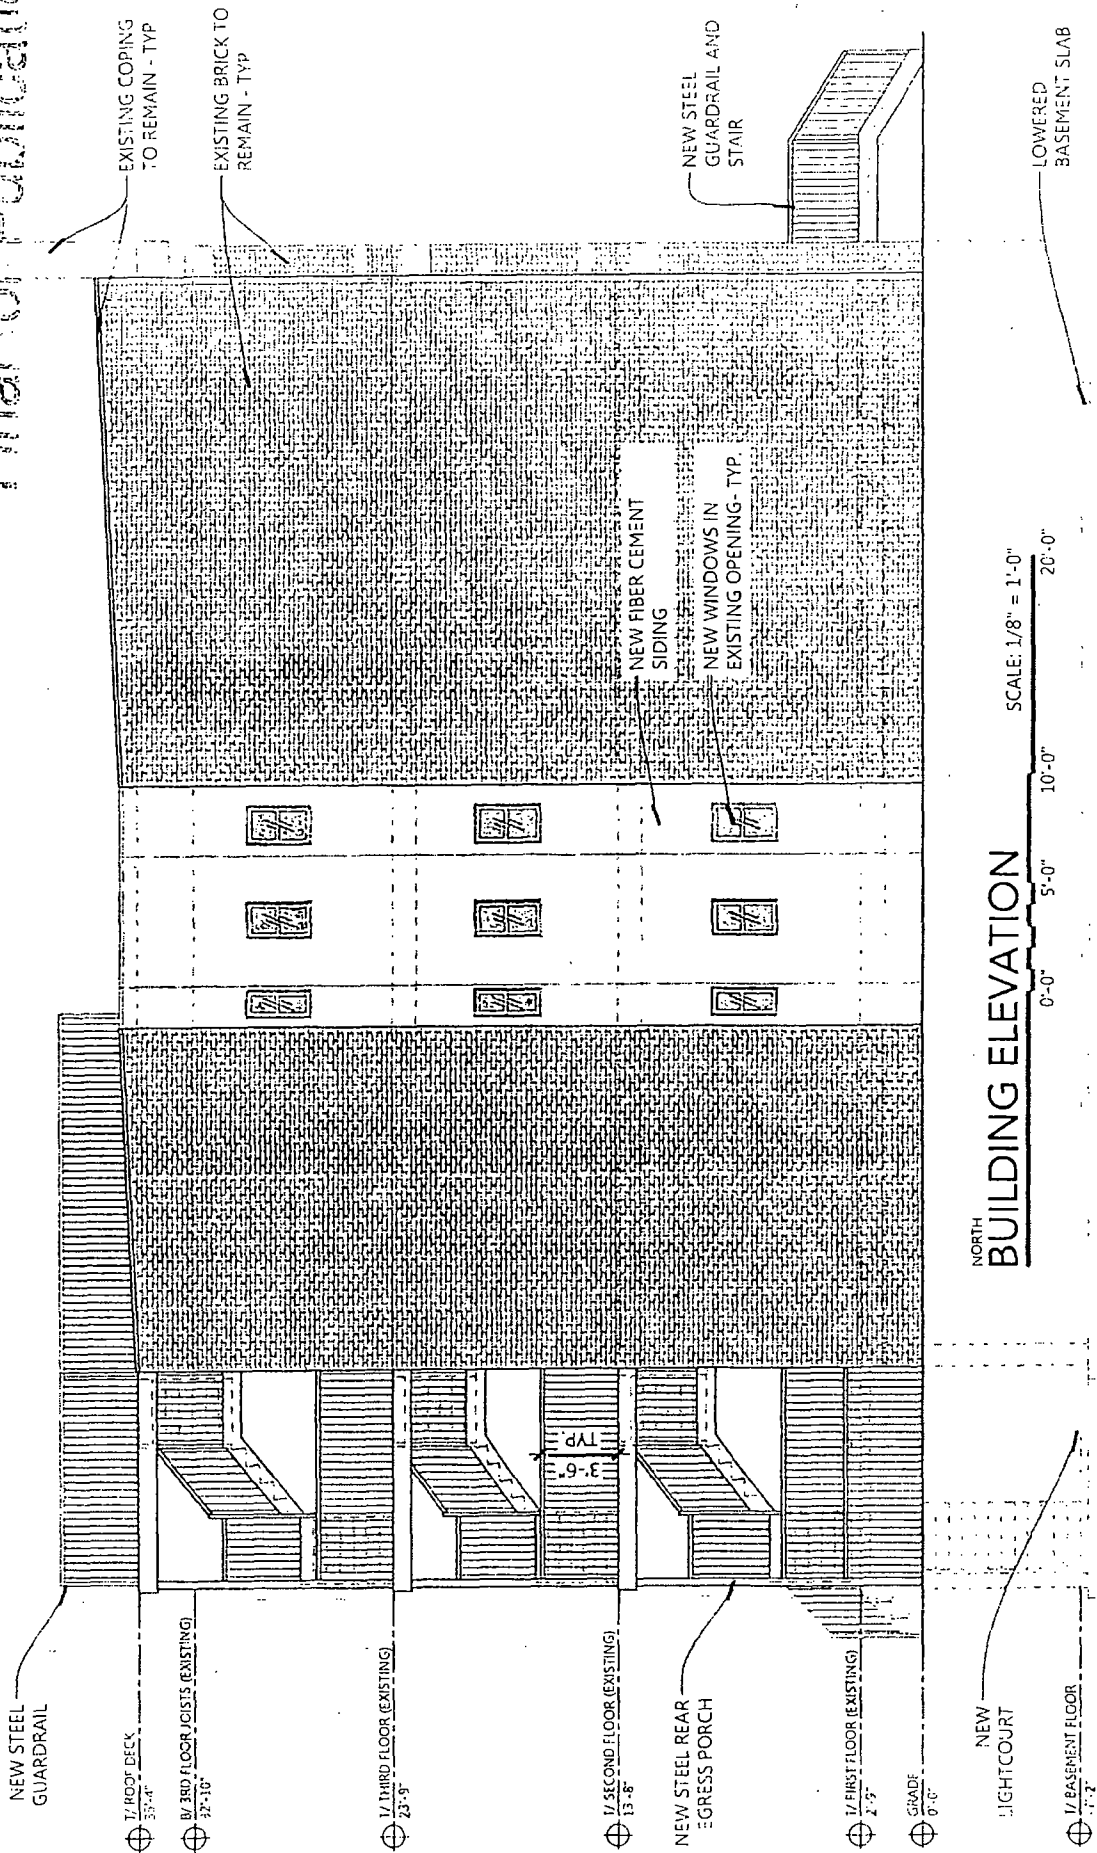 EXISTING COPING
TO REMAIN - TYP
EXISTING BRICK TO
REMAIN - TYP
NEW STEEL
GUARDRAIL AND
STAIR
LOWERED
BASEMENT SLAB
NEW FIBER CEMENT
SIDING
NEW WINDOWS IN
EXISTING OPENING- TYP.
3'-6"
TYP.
NEW STEEL
GUARDRAIL
T/ ROOF DECK
B/ 3RD FLOOR JOISTS (EXISTING)
32'-10"
T/ THIRD FLOOR (EXISTING)
23'-9"
T/ SECOND FLOOR (EXISTING)
13'-8"
NEW STEEL REAR
EGRESS PORCH
T/ FIRST FLOOR (EXISTING)
2'-9"
GRADE
0'-0"
NEW
LIGHTCOURT
T/ BASEMENT FLOOR
NORTH
BUILDING ELEVATION
SCALE: 1/8" = 1'-0"
0'-0" 5'-0" 10'-0" 20'-0"